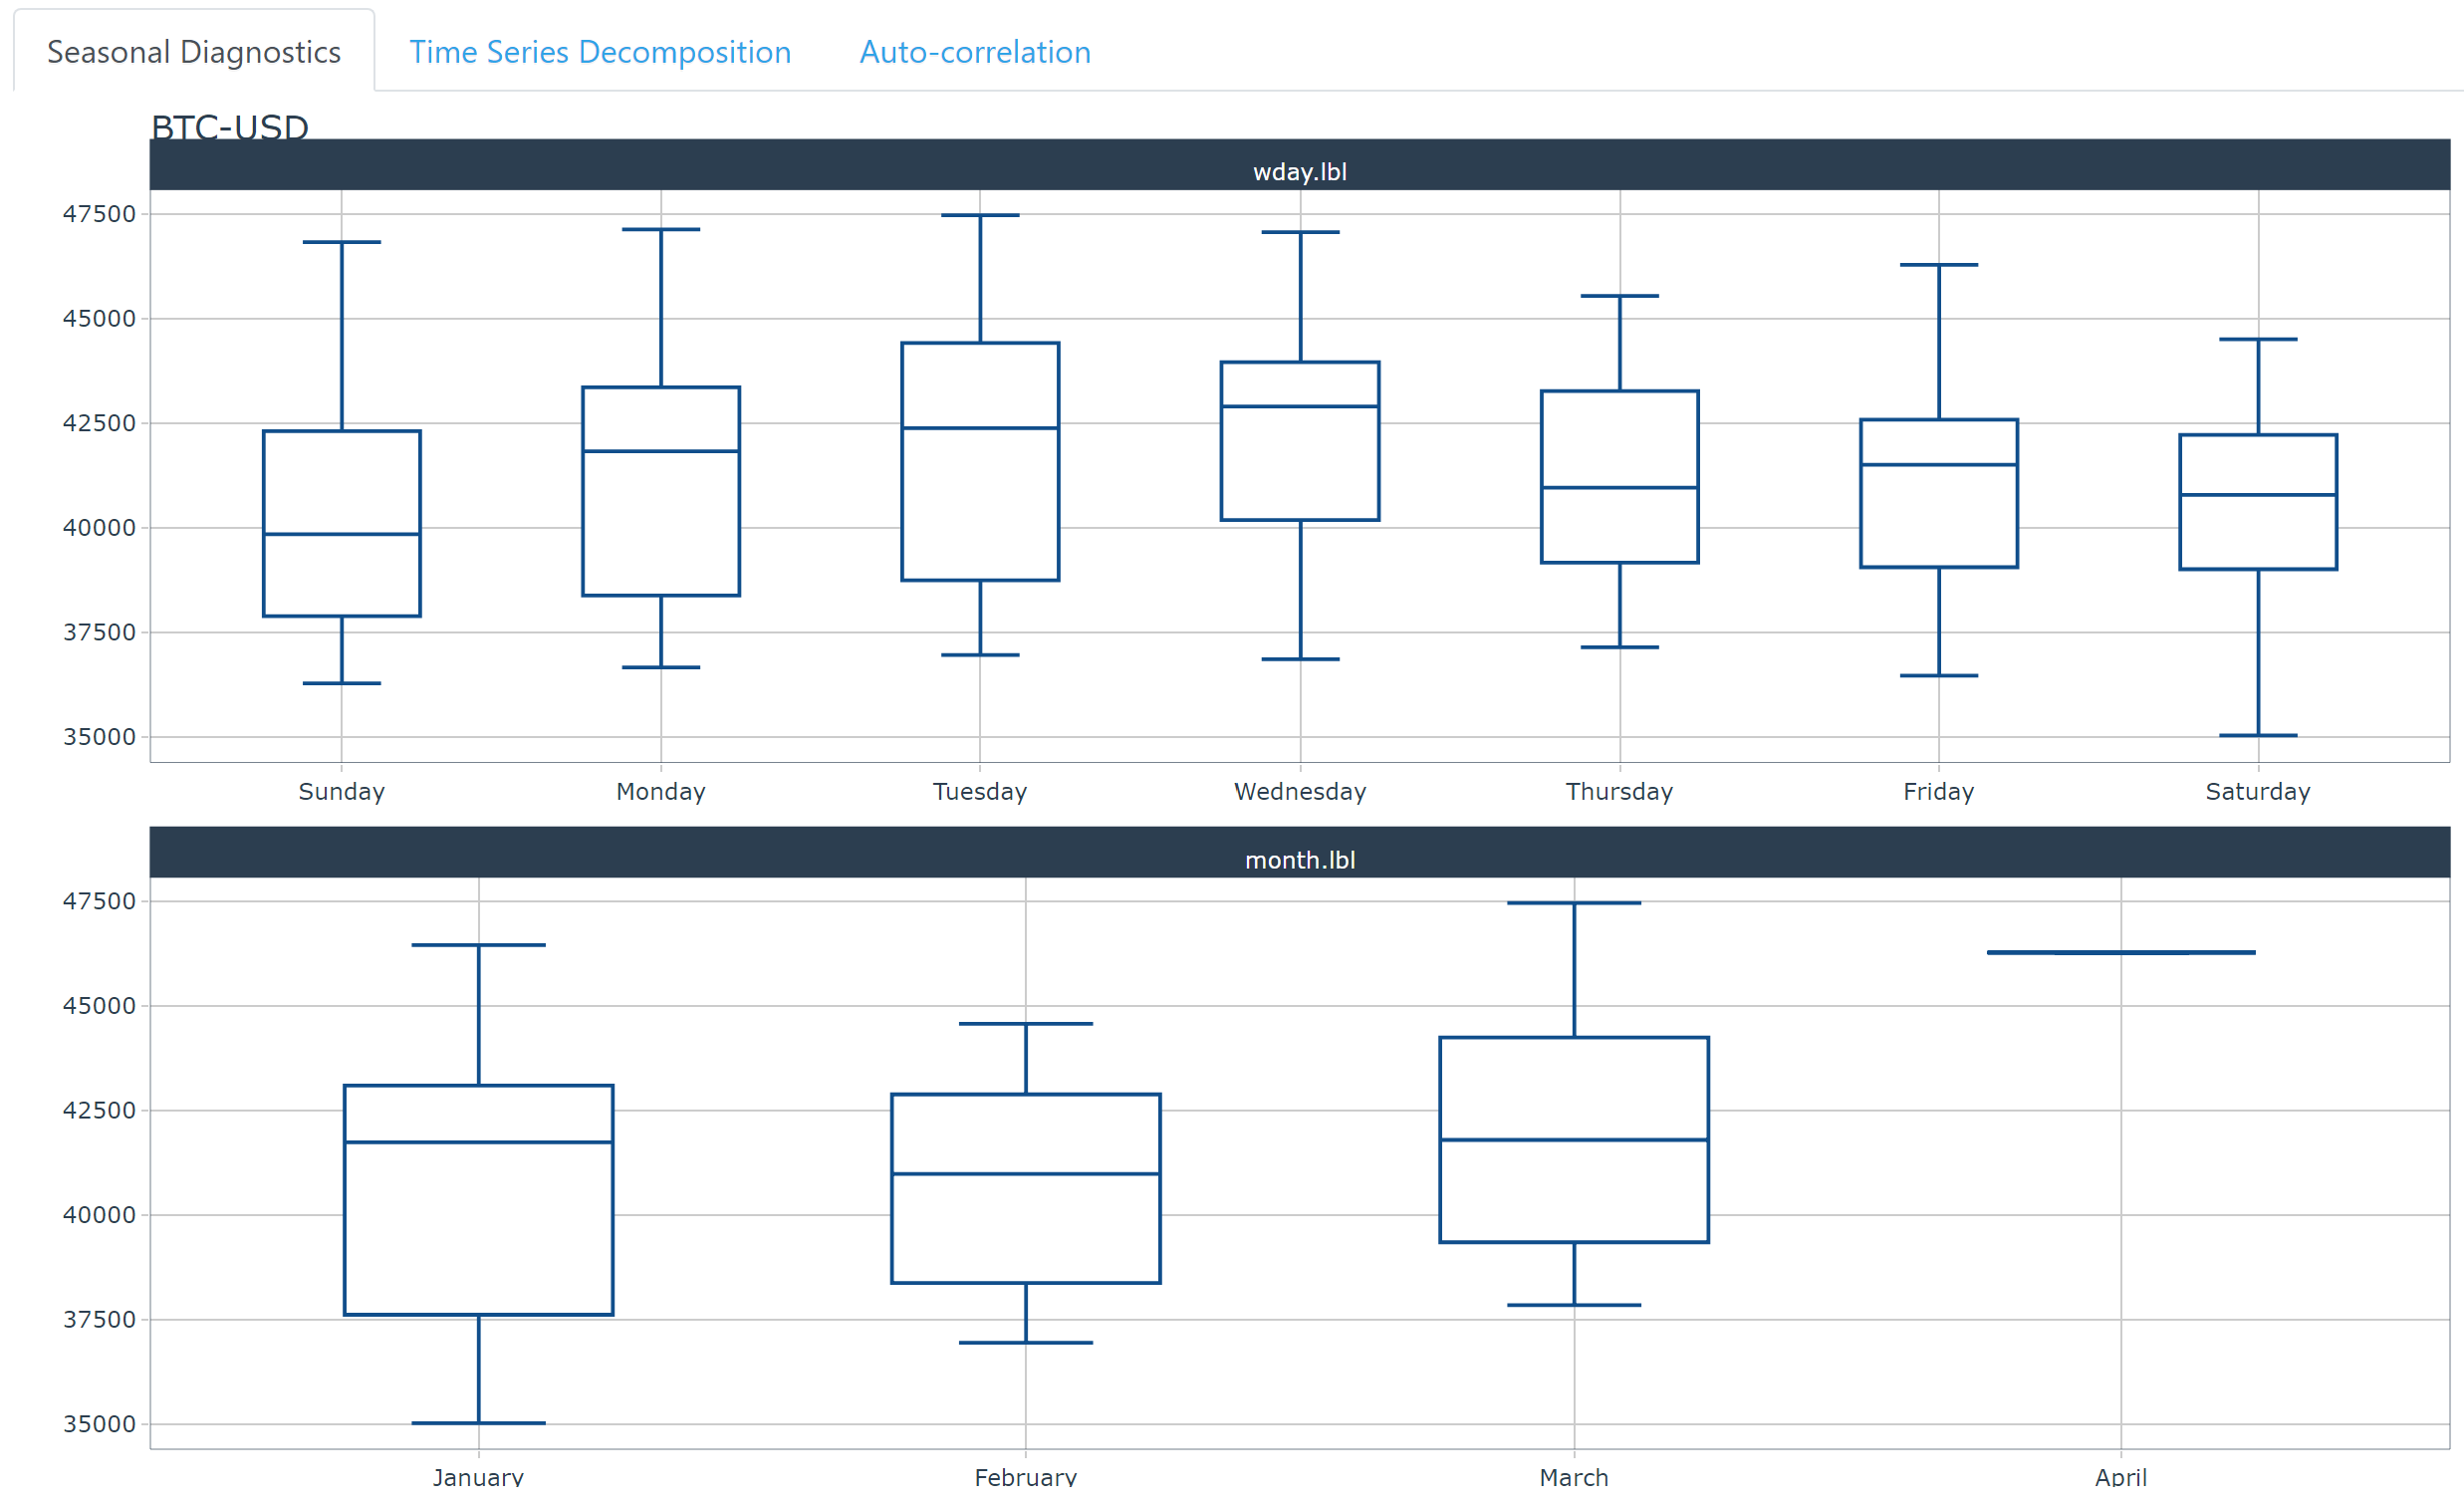 Seasonal Diagnostics Time Series Decomposition Auto-correlation
BTC-USD
wday.lbl
47500
45000
42500
40000
37500
35000
Sunday Monday Tuesday Wednesday Thursday Friday Saturday
month.lbl
47500
45000
42500
40000
37500
35000
January February March April